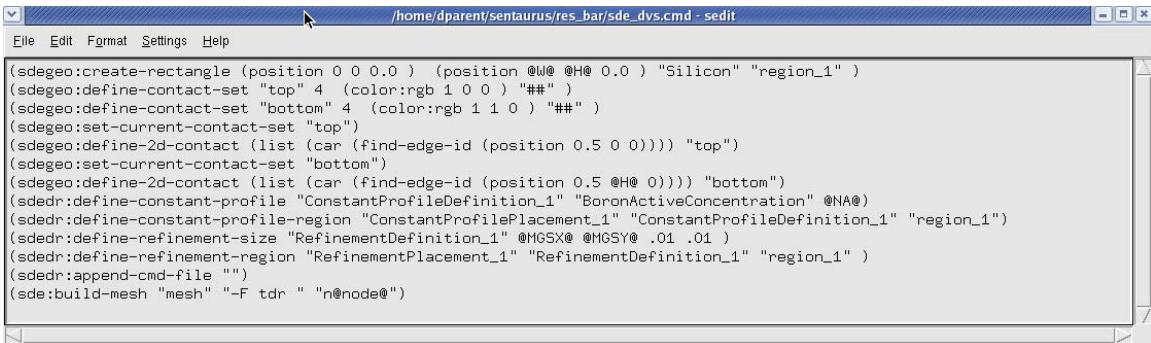 /home/dparent/sentaurus/res_bar/sde_dvs.cmd - sedit
File Edit Format Settings Help
(sdegeo:create-rectangle (position 0 0 0.0 ) (position @W@ @H@ 0.0 ) "Silicon" "region_1" )
(sdegeo:define-contact-set "top" 4 (color:rgb 1 0 0 ) "##" )
(sdegeo:define-contact-set "bottom" 4 (color:rgb 1 1 0 ) "##" )
(sdegeo:set-current-contact-set "top")
(sdegeo:define-2d-contact (list (car (find-edge-id (position 0.5 0 0)))) "top")
(sdegeo:set-current-contact-set "bottom")
(sdegeo:define-2d-contact (list (car (find-edge-id (position 0.5 @H@ 0)))) "bottom")
(sdedr:define-constant-profile "ConstantProfileDefinition_1" "BoronActiveConcentration" @NA@)
(sdedr:define-constant-profile-region "ConstantProfilePlacement_1" "ConstantProfileDefinition_1" "region_1")
(sdedr:define-refinement-size "RefinementDefinition_1" @MGSX@ @MGSY@ .01 .01 )
(sdedr:define-refinement-region "RefinementPlacement_1" "RefinementDefinition_1" "region_1" )
(sdedr:append-cmd-file "")
(sde:build-mesh "mesh" "-F tdr " "n@node@")